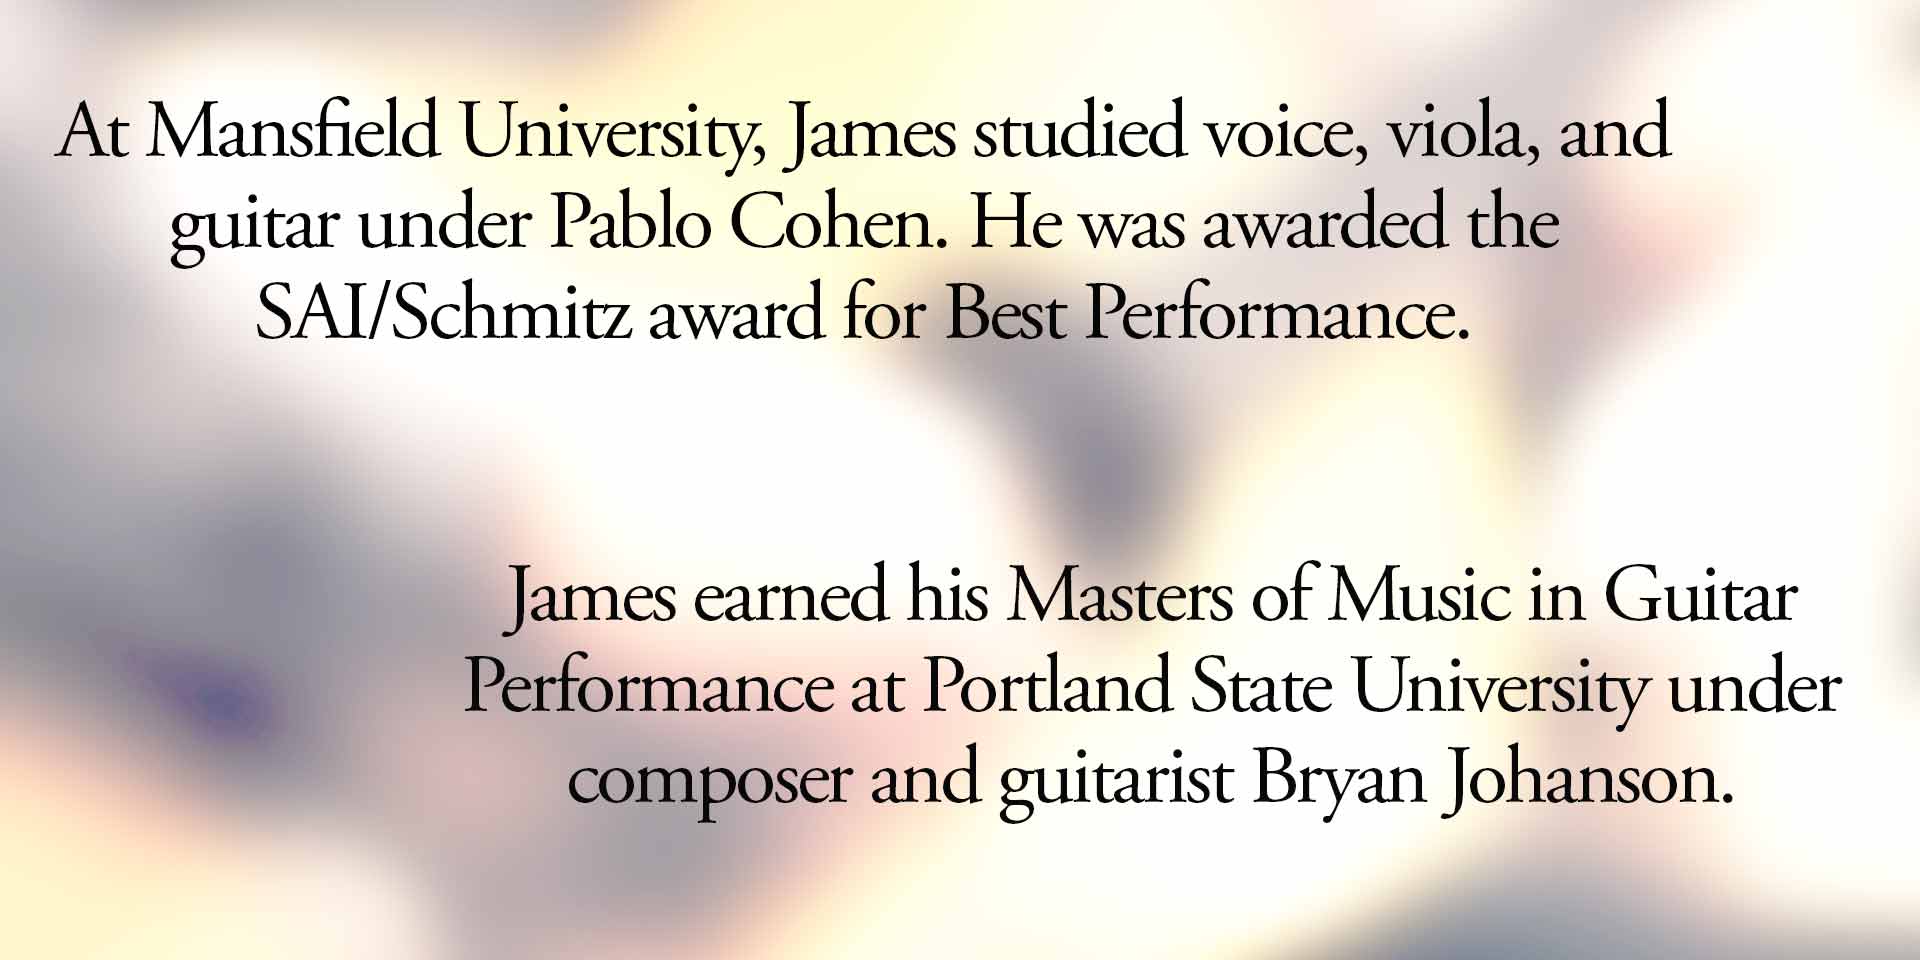 At Mansfield University, James studied voice, viola, and
guitar under Pablo Cohen. He was awarded the
SAI/Schmitz award for Best Performance.
James earned his Masters of Music in Guitar
Performance at Portland State University under
composer and guitarist Bryan Johanson.